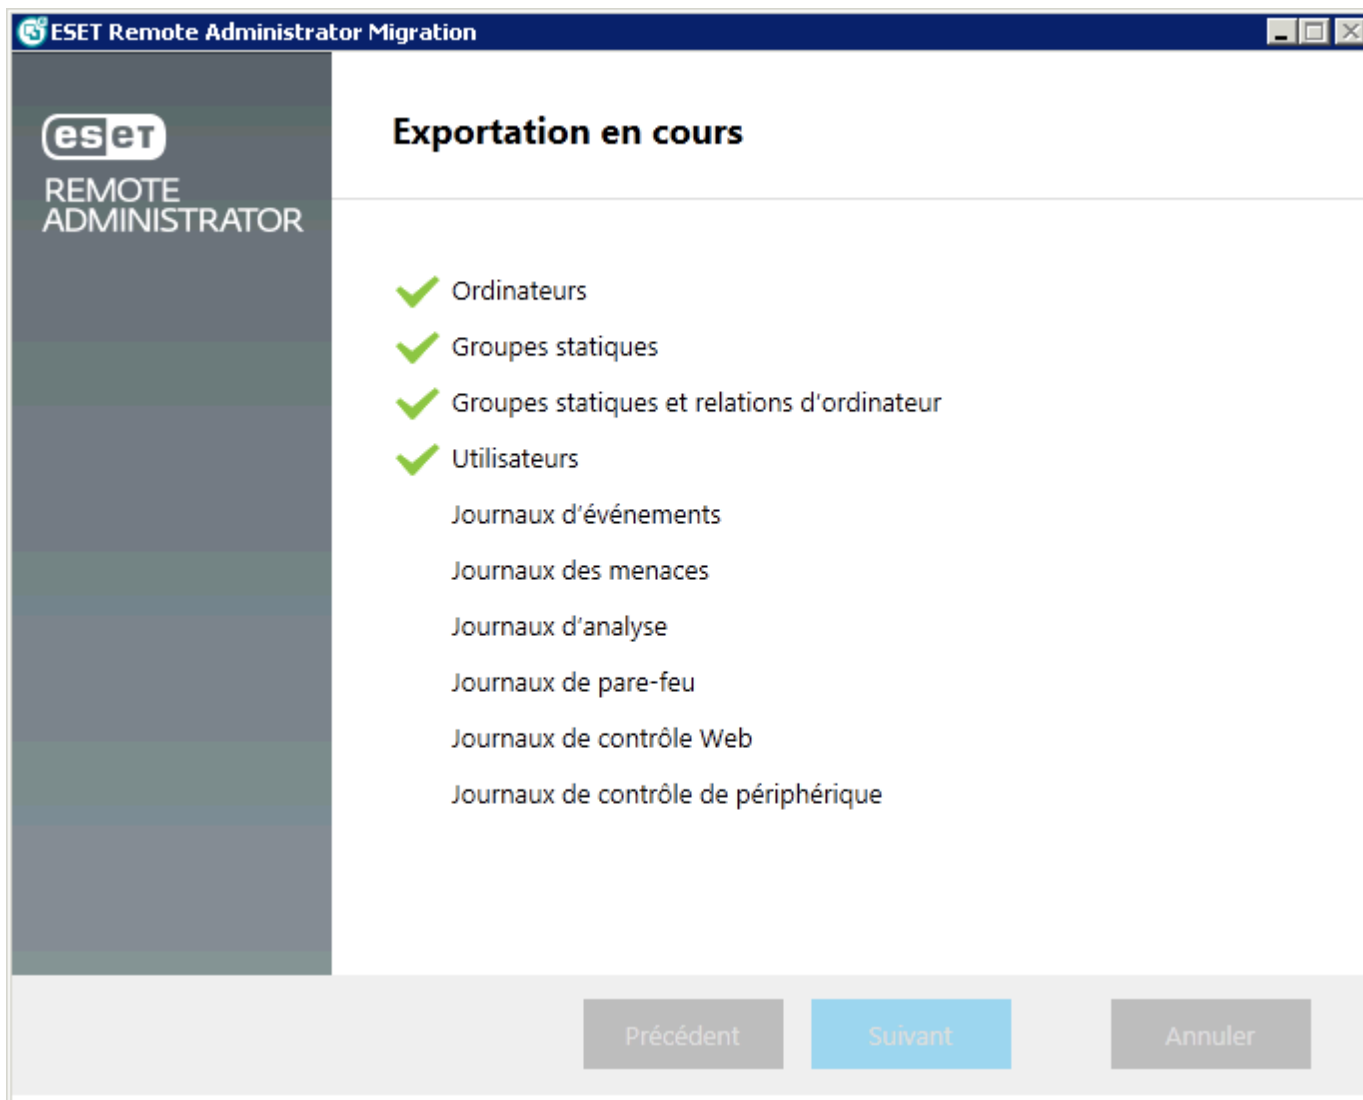 ESET Remote Administrator Migration
eset
REMOTE
ADMINISTRATOR
Exportation en cours
Ordinateurs
Groupes statiques
Groupes statiques et relations d'ordinateur
Utilisateurs
Journaux d'événements
Journaux des menaces
Journaux d'analyse
Journaux de pare-feu
Journaux de contrôle Web
Journaux de contrôle de périphérique
Précédent
Suivant
Annuler